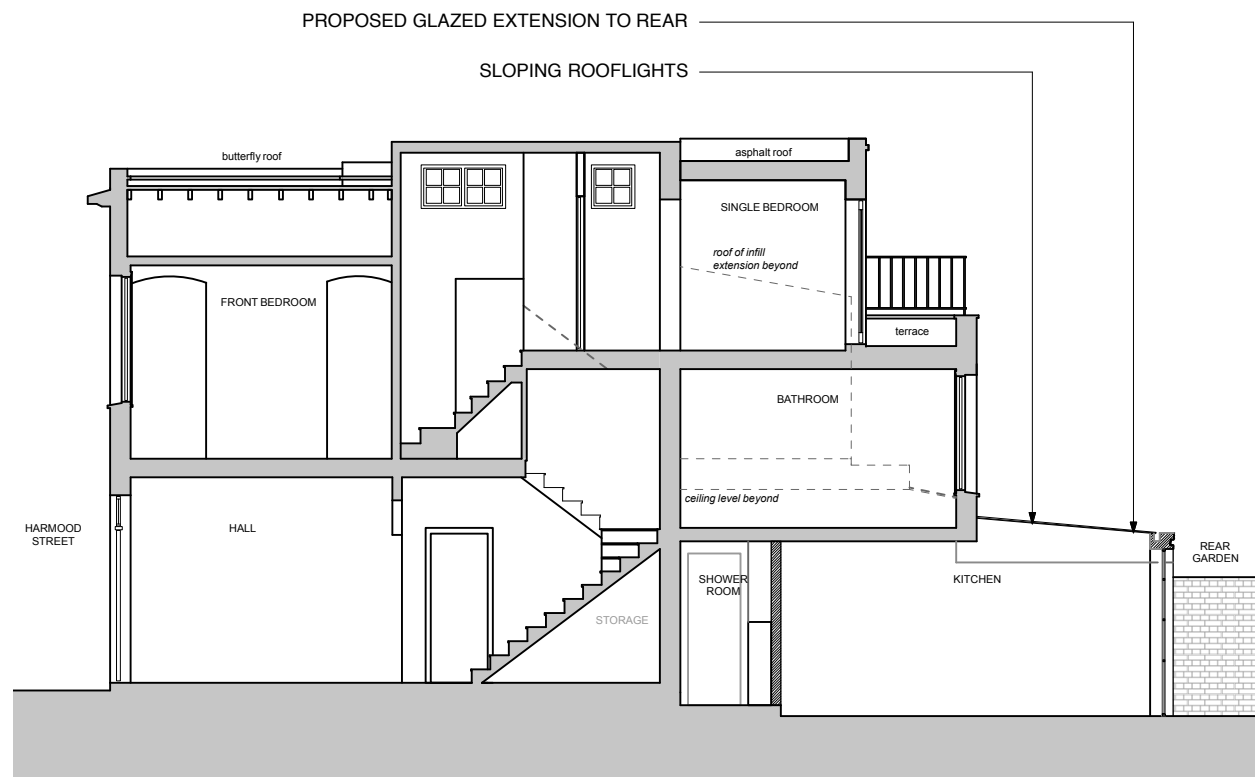 PROPOSED GLAZED EXTENSION TO REAR
SLOPING ROOFLIGHTS
butterfly roof
asphalt roof
SINGLE BEDROOM
roof of infill
extension beyond
FRONT BEDROOM
terrace
BATHROOM
ceiling level beyond
HARMOOD
STREET
HALL
REAR
GARDEN
SHOWER
ROOM
KITCHEN
STORAGE